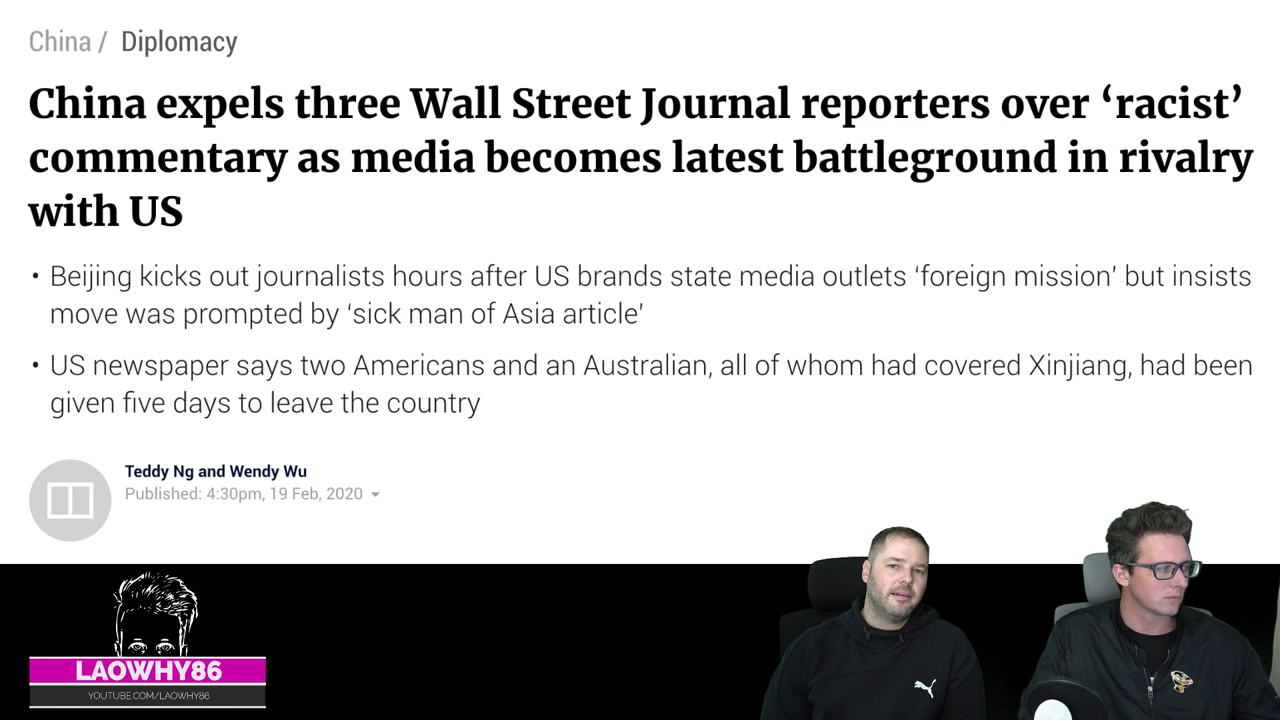 China / Diplomacy
China expels three Wall Street Journal reporters over ‘racist’
commentary as media becomes latest battleground in rivalry
with US
• Beijing kicks out journalists hours after US brands state media outlets ‘foreign mission’ but insists
move was prompted by ‘sick man of Asia article’
• US newspaper says two Americans and an Australian, all of whom had covered Xinjiang, had been
given five days to leave the country
Teddy Ng and Wendy Wu
Published: 4:30pm, 19 Feb, 2020
LAOWHY86
YOUTUBE.COM/LAOWHY86